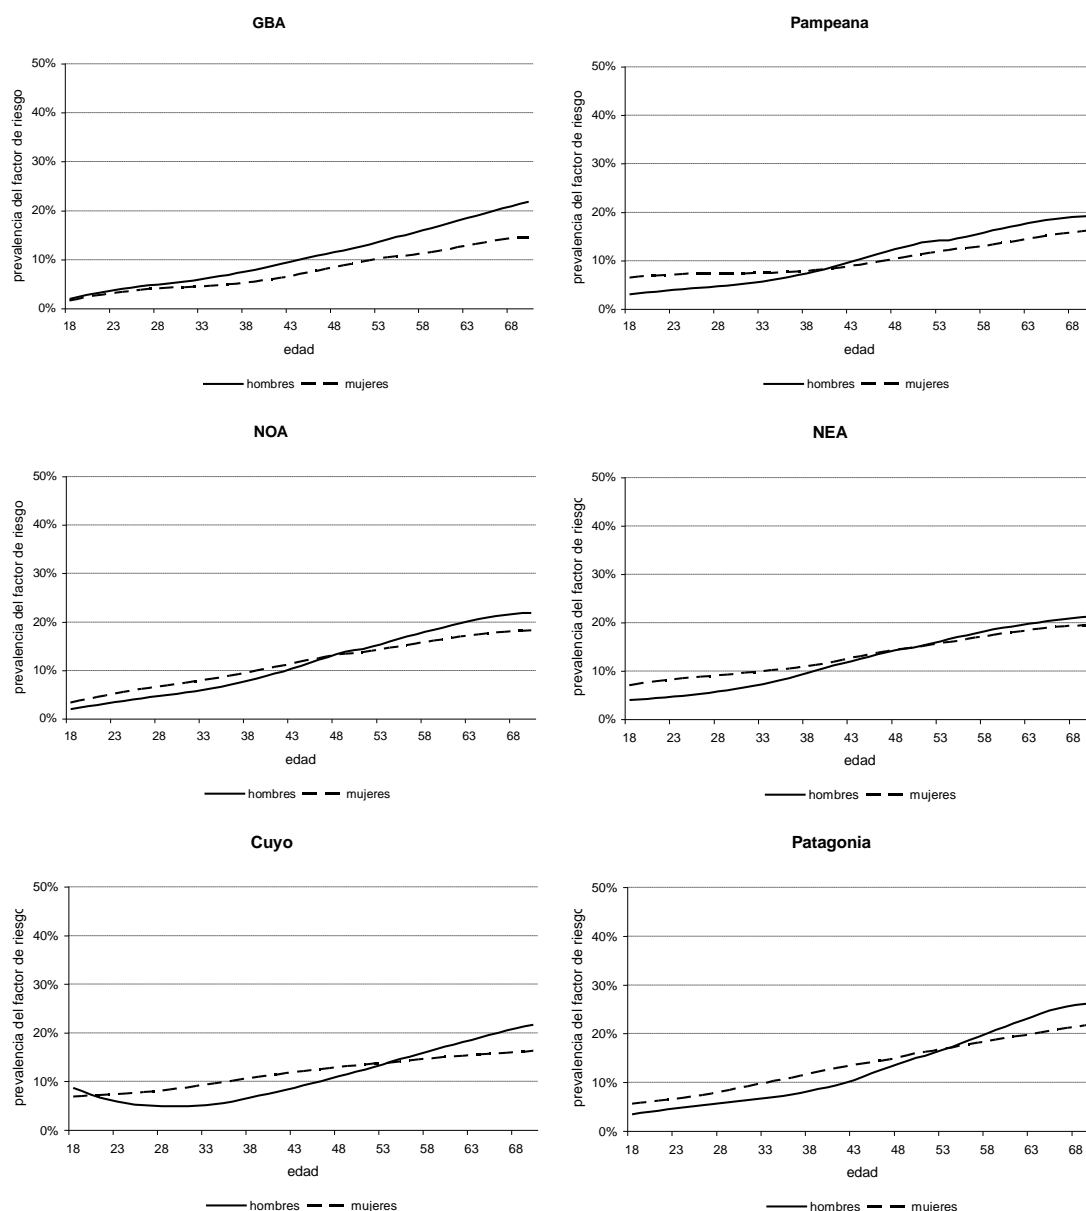 GBA
prevalencia del factor de riesgo
50%
40%
30%
20%
10%
0%
18 23 28 33 38 43 48 53 58 63 68
edad
hombres mujeres
Pampeana
prevalencia del factor de riesgo
50%
40%
30%
20%
10%
0%
18 23 28 33 38 43 48 53 58 63 68
edad
hombres mujeres
NOA
prevalencia del factor de riesgo
50%
40%
30%
20%
10%
0%
18 23 28 33 38 43 48 53 58 63 68
edad
hombres mujeres
NEA
prevalencia del factor de riesgo
50%
40%
30%
20%
10%
0%
18 23 28 33 38 43 48 53 58 63 68
edad
hombres mujeres
Cuyo
prevalencia del factor de riesgo
50%
40%
30%
20%
10%
0%
18 23 28 33 38 43 48 53 58 63 68
edad
hombres mujeres
Patagonia
prevalencia del factor de riesgo
50%
40%
30%
20%
10%
0%
18 23 28 33 38 43 48 53 58 63 68
edad
hombres mujeres